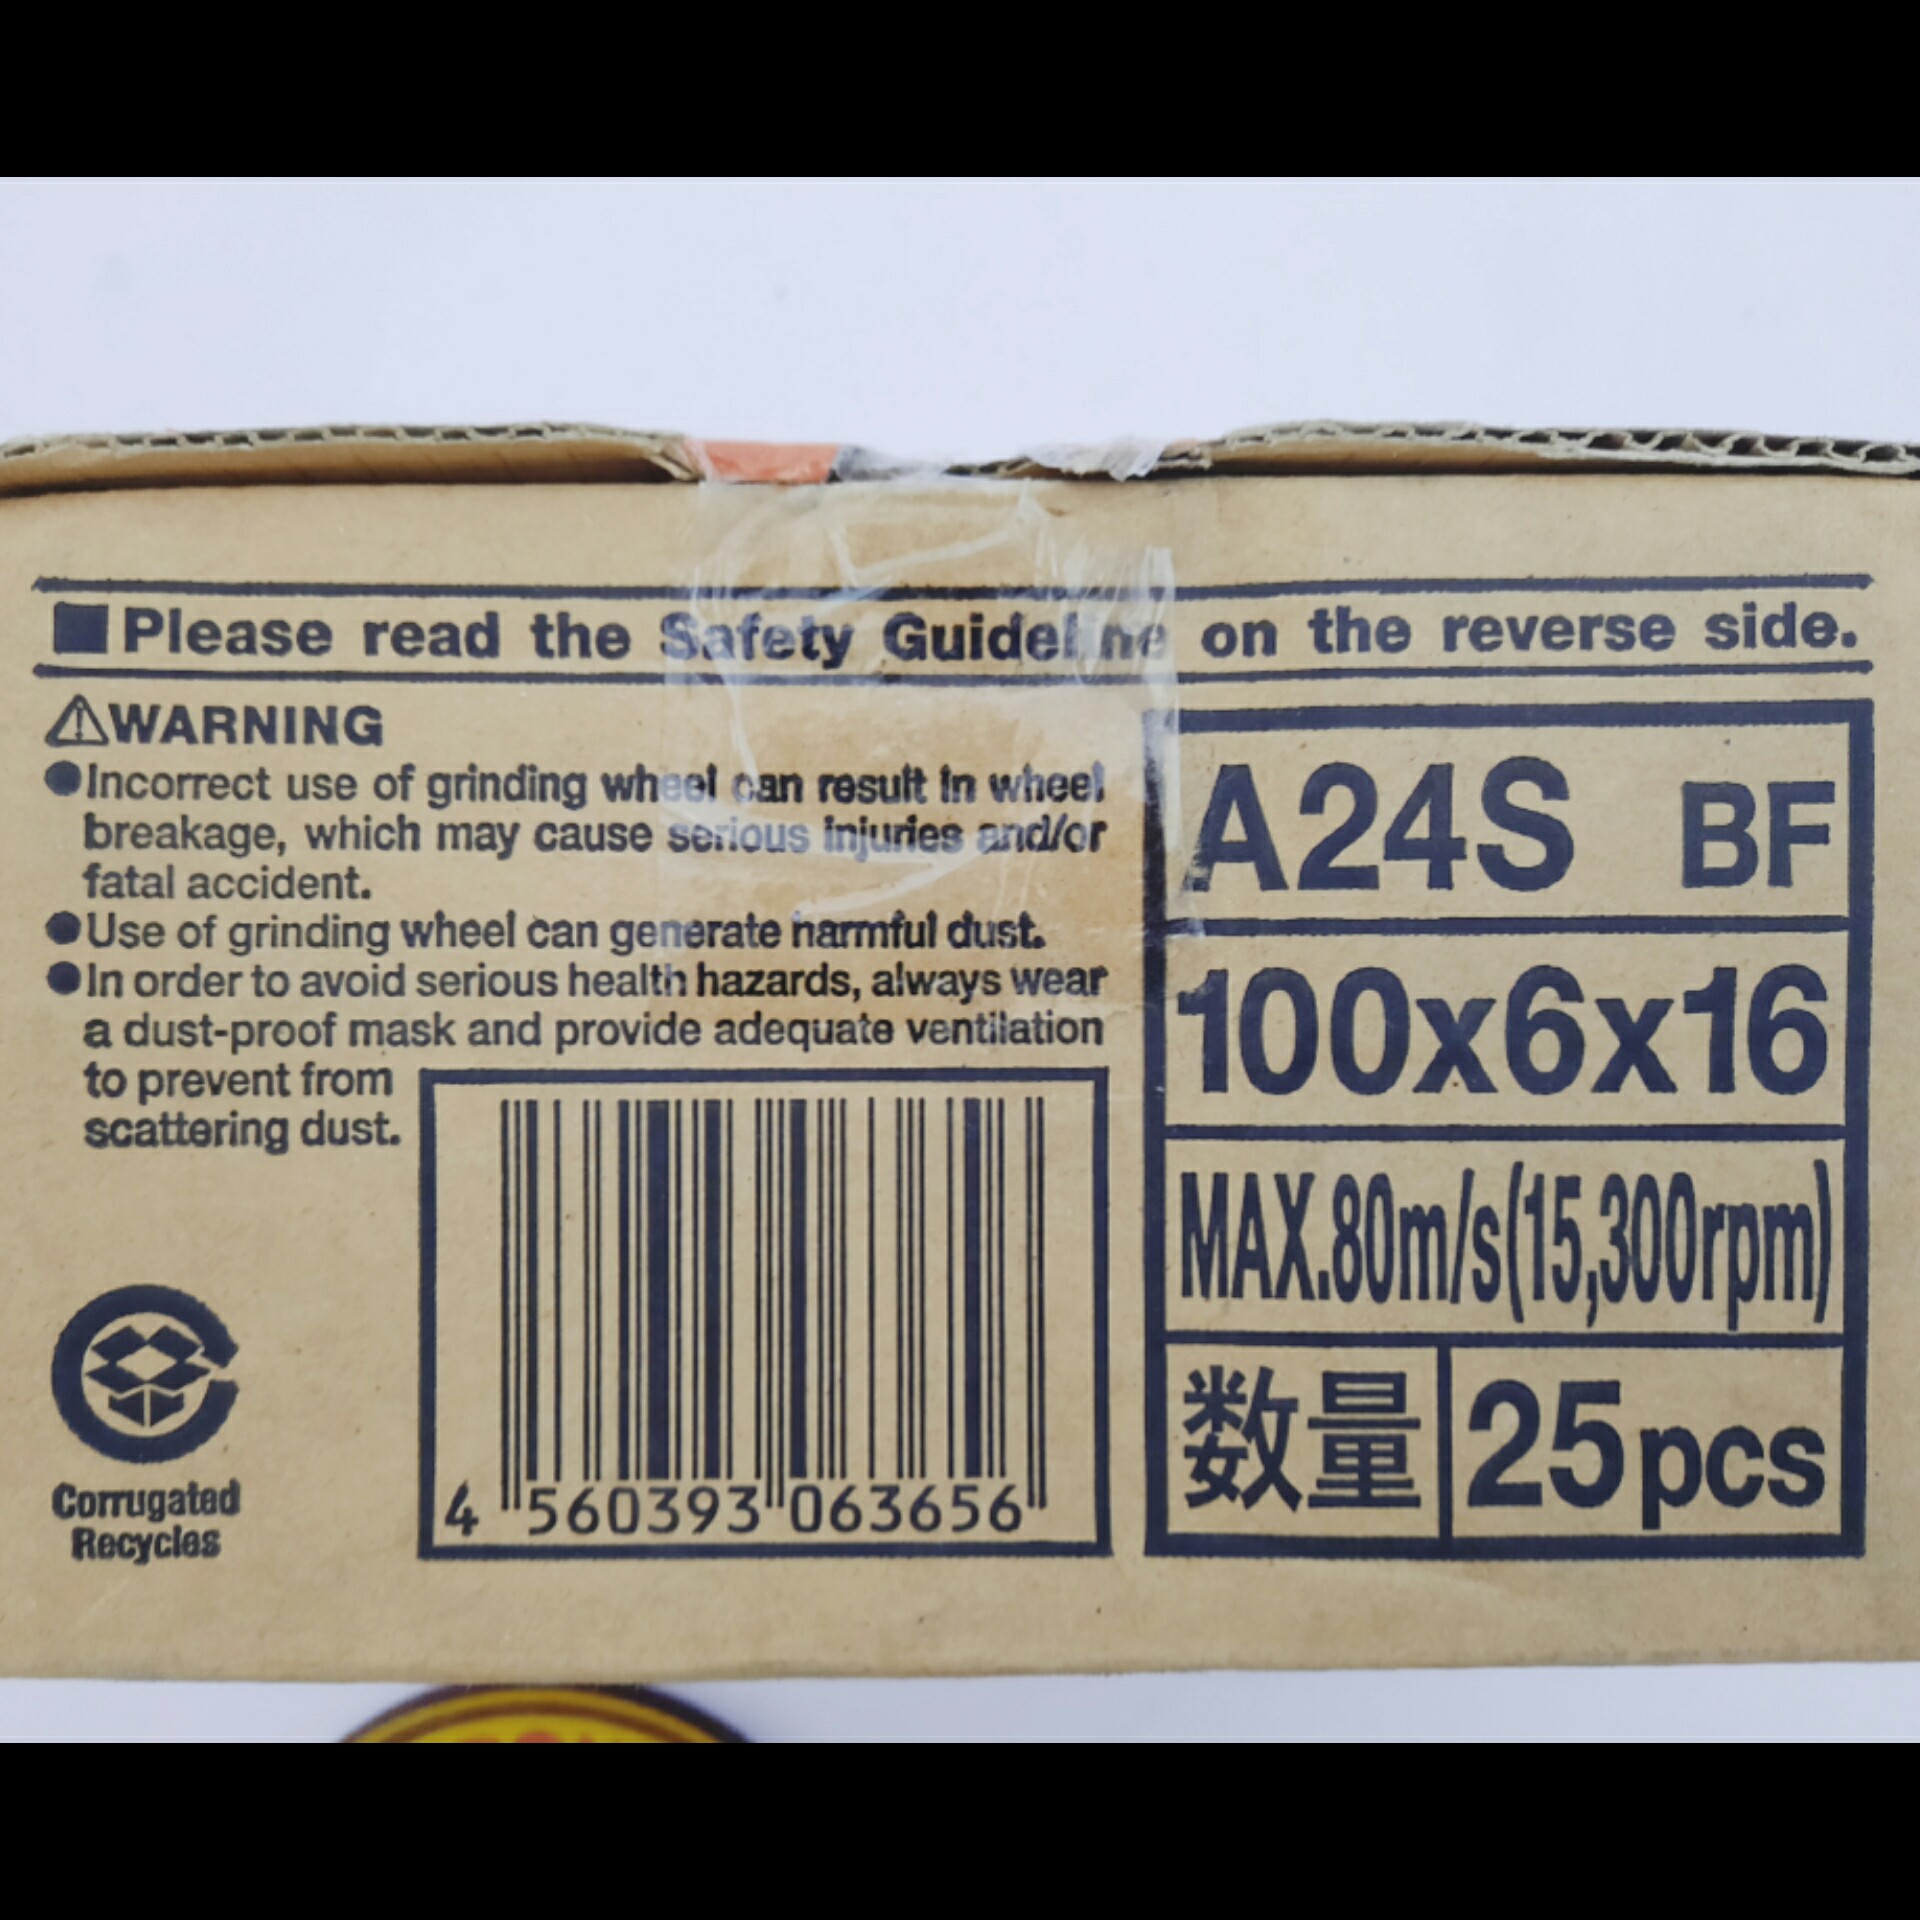 ■Please read the Safety Guideline on the reverse side.
⚠WARNING
●Incorrect use of grinding wheel can result in wheel
breakage, which may cause serious injuries and/or
fatal accident.
●Use of grinding wheel can generate harmful dust.
●In order to avoid serious health hazards, always wear
a dust-proof mask and provide adequate ventilation
to prevent from
scattering dust.
Corrugated
Recycles
4 560393 063656
A24S BF
100x6x16
MAX.80m/s(15,300rpm)
数量 25pcs